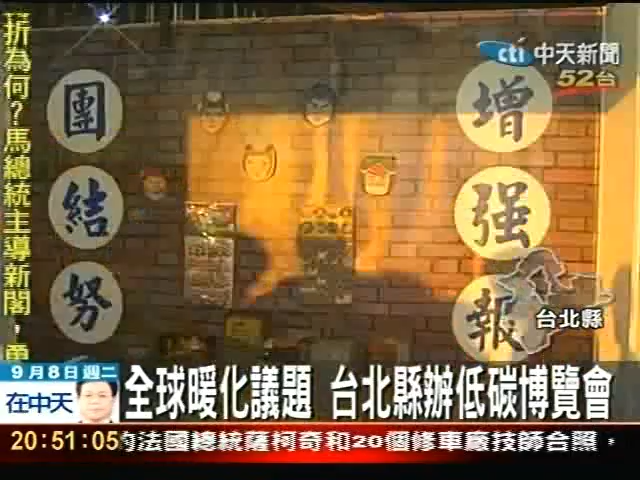 折為何?馬總統主導新閣,
cti 中天新聞
52台
團結努
增强報
台北縣
9月8日週二
在中天
全球暖化議題 台北縣辦低碳博覽會
20:51:05
的法國總統薩柯奇和20個修車廠技師合照,